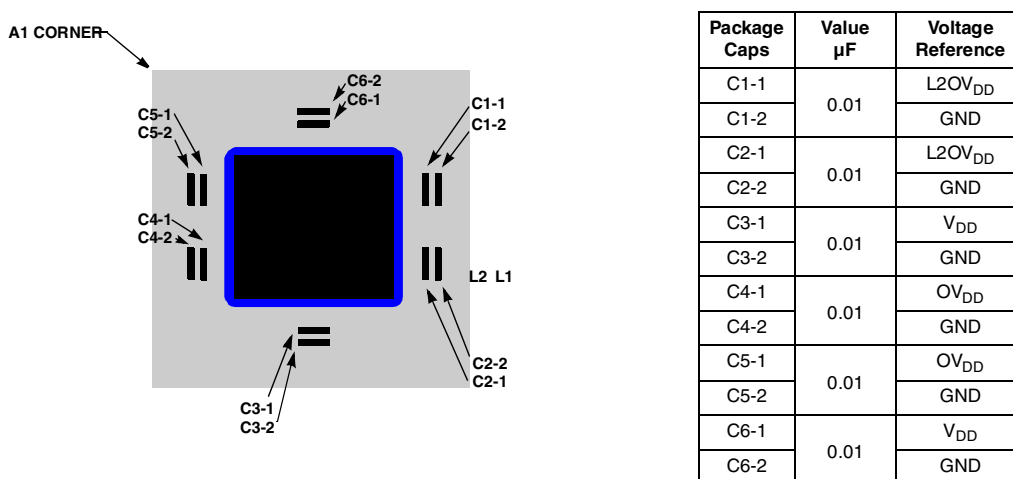 A1 CORNER
C6-2
C6-1
C1-1
C1-2
C5-1
C5-2
C4-1
C4-2
L2 L1
C2-2
C2-1
C3-1
C3-2
Package Caps Value µF Voltage Reference
C1-1 0.01 L2OVDD
C1-2 GND
C2-1 0.01 L2OVDD
C2-2 GND
C3-1 0.01 VDD
C3-2 GND
C4-1 0.01 OVDD
C4-2 GND
C5-1 0.01 OVDD
C5-2 GND
C6-1 0.01 VDD
C6-2 GND